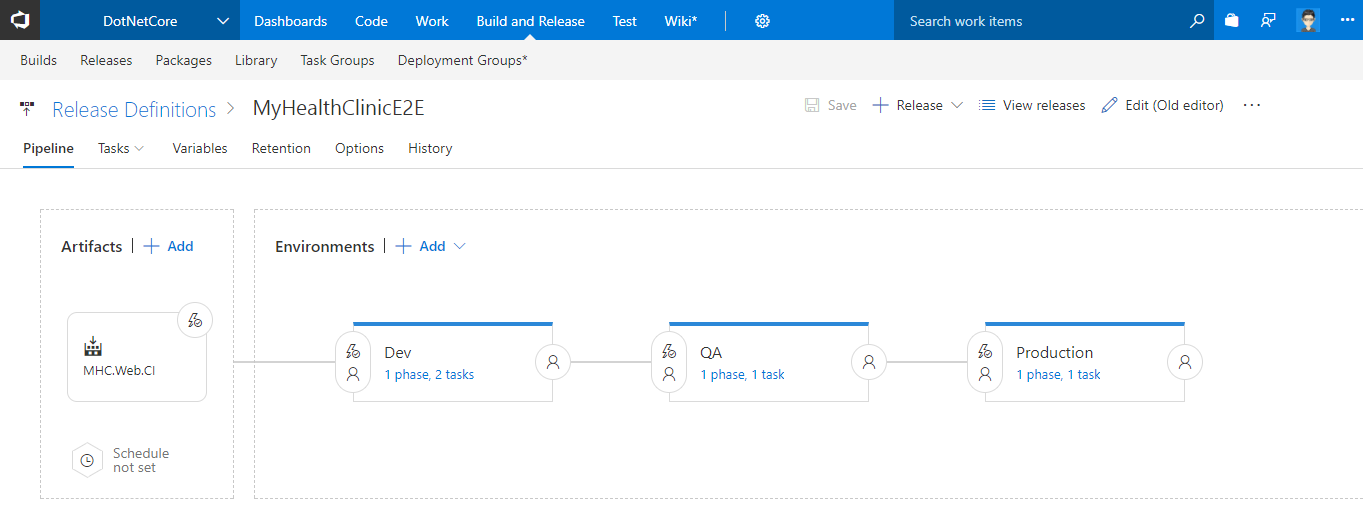 DotNetCore Dashboards Code Work Build and Release Test Wiki* Search work items
Builds Releases Packages Library Task Groups Deployment Groups*
Release Definitions > MyHealthClinicE2E Save + Release View releases Edit (Old editor) ...
Pipeline Tasks Variables Retention Options History
Artifacts | + Add Environments | + Add
MHC.Web.CI
Dev
1 phase, 2 tasks
QA
1 phase, 1 task
Production
1 phase, 1 task
Schedule
not set